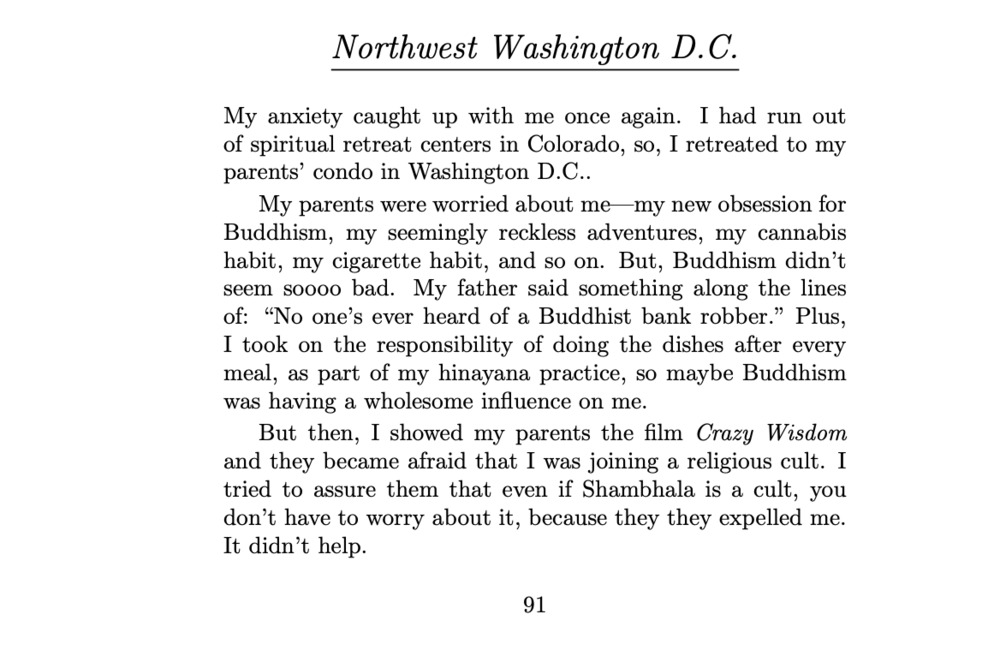 Northwest Washington D.C.
My anxiety caught up with me once again. I had run out
of spiritual retreat centers in Colorado, so, I retreated to my
parents’ condo in Washington D.C..
My parents were worried about me—my new obsession for
Buddhism, my seemingly reckless adventures, my cannabis
habit, my cigarette habit, and so on. But, Buddhism didn’t
seem soooo bad. My father said something along the lines
of: “No one’s ever heard of a Buddhist bank robber.” Plus,
I took on the responsibility of doing the dishes after every
meal, as part of my hinayana practice, so maybe Buddhism
was having a wholesome influence on me.
But then, I showed my parents the film Crazy Wisdom
and they became afraid that I was joining a religious cult. I
tried to assure them that even if Shambhala is a cult, you
don’t have to worry about it, because they they expelled me.
It didn’t help.
91